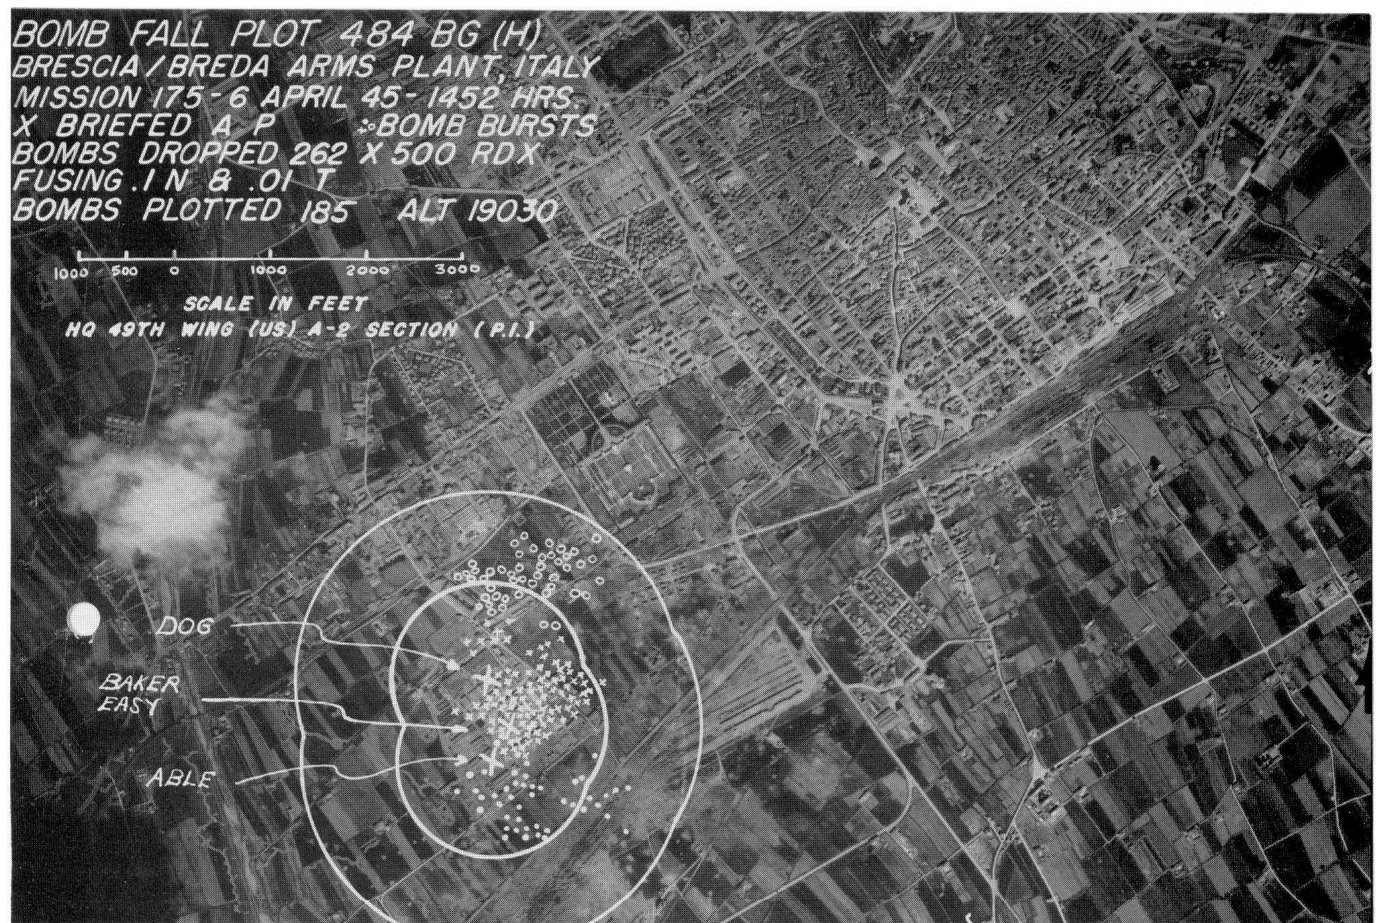 BOMB FALL PLOT 484 BG (H)
BRESCIA/BREDA ARMS PLANT, ITALY
MISSION 175-6 APRIL 45-1452 HRS.
X BRIEFED A P BOMB BURSTS
BOMBS DROPPED 262 X 500 RDX
FUSING .1 N & .01 T
BOMBS PLOTTED 185 ALT 19030
1000 500 0 1000 2000 3000
SCALE IN FEET
HQ 49TH WING (US) A-2 SECTION (P.I.)
DOG
BAKER
EASY
ABLE